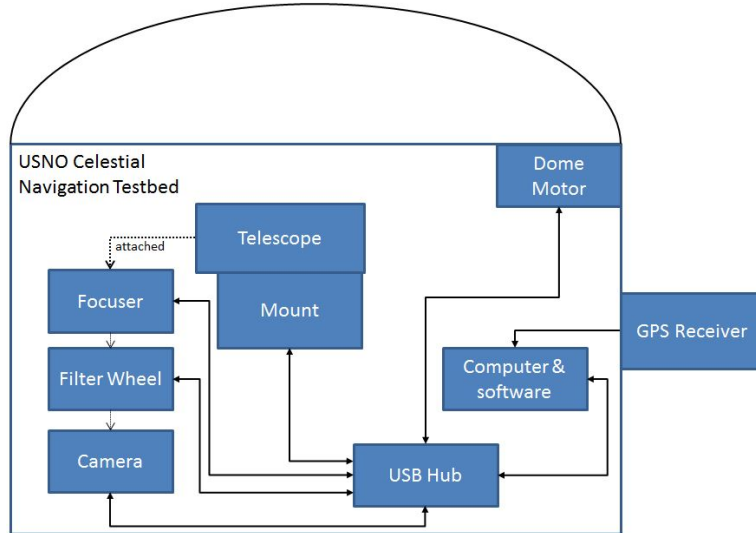 USNO Celestial
Navigation Testbed
Dome
Motor
Telescope
attached
Focuser
Mount
GPS Receiver
Filter Wheel
Computer &
software
Camera
USB Hub